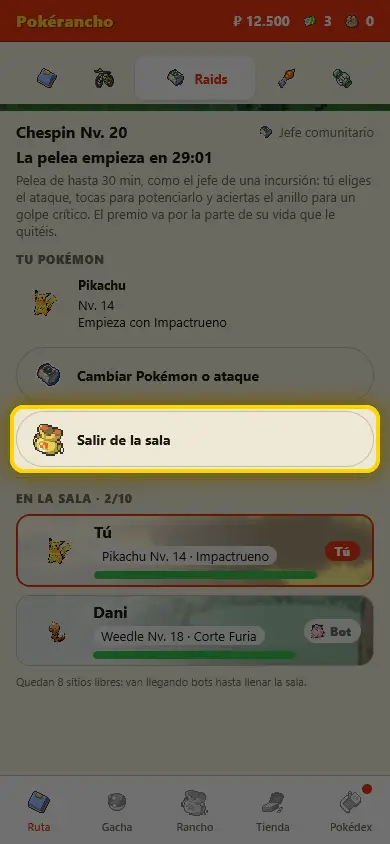 Pokérancho
₽ 12.500
3
0
Raids
Chespin Nv. 20
Jefe comunitario
La pelea empieza en 29:01
Pelea de hasta 30 min, como el jefe de una incursión: tú eliges
el ataque, tocas para potenciarlo y aciertas el anillo para un
golpe crítico. El premio va por la parte de su vida que le
quitéis.
TU POKÉMON
Pikachu
Nv. 14
Empieza con Impactrueno
Cambiar Pokémon o ataque
Salir de la sala
EN LA SALA · 2/10
Tú
Pikachu Nv. 14 · Impactrueno
Tú
Dani
Weedle Nv. 18 · Corte Furia
Bot
Quedan 8 sitios libres: van llegando bots hasta llenar la sala.
Ruta
Gacha
Rancho
Tienda
Pokédex